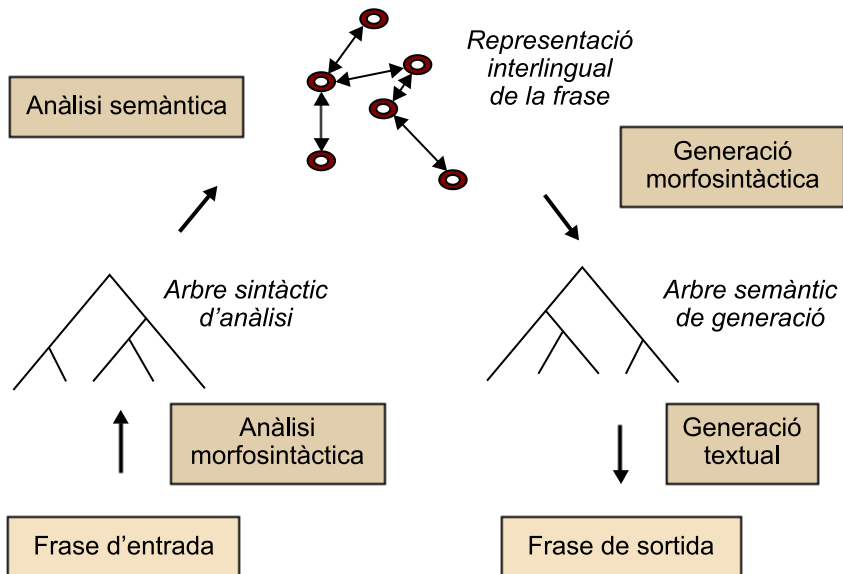 Representació
interlingual
de la frase
Anàlisi semàntica
Generació
morfosintàctica
Arbre sintàctic
d’anàlisi
Arbre semàntic
de generació
Anàlisi
morfosintàctica
Generació
textual
Frase d’entrada
Frase de sortida